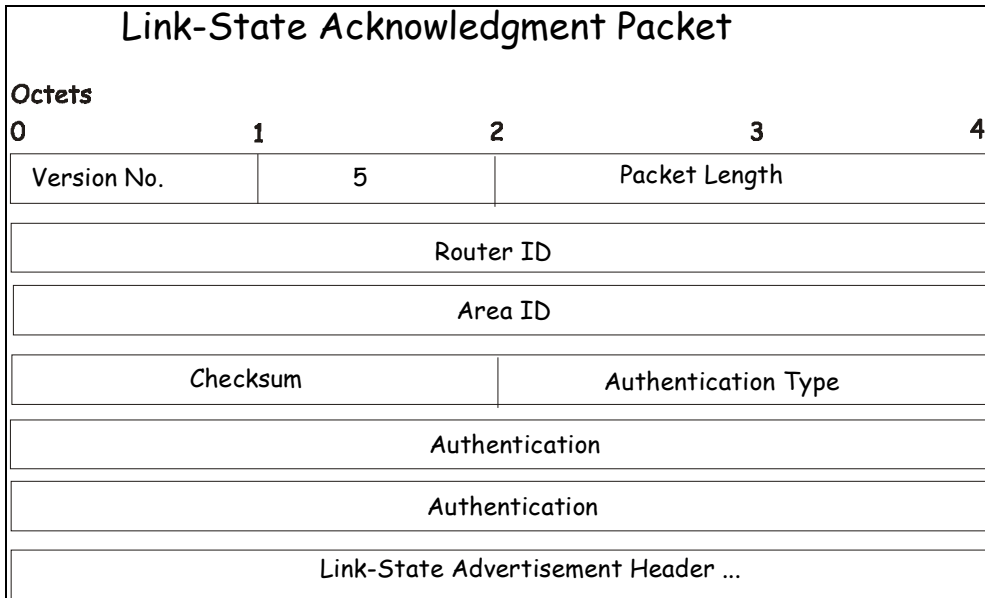 Link-State Acknowledgment Packet
Octets
0 1 2 3 4
Version No. 5 Packet Length
Router ID
Area ID
Checksum Authentication Type
Authentication
Authentication
Link-State Advertisement Header ...